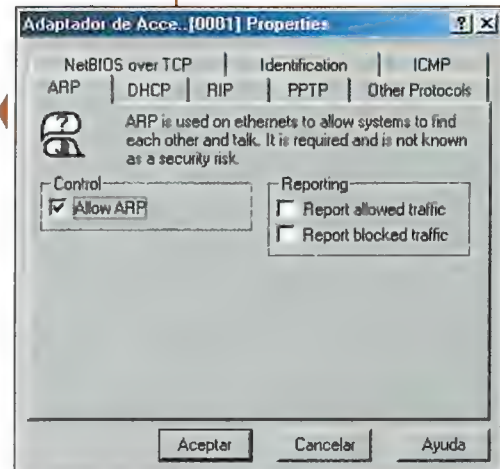 Adaptador de Acce..[0001] Properties
NetBIOS over TCP
Identification
ICMP
ARP
DHCP
RIP
PPTP
Other Protocols
ARP is used on ethernets to allow systems to find
each other and talk. It is required and is not known
as a security risk.
Control
Allow ARP
Reporting
Report allowed traffic
Report blocked traffic
Aceptar
Cancelar
Ayuda